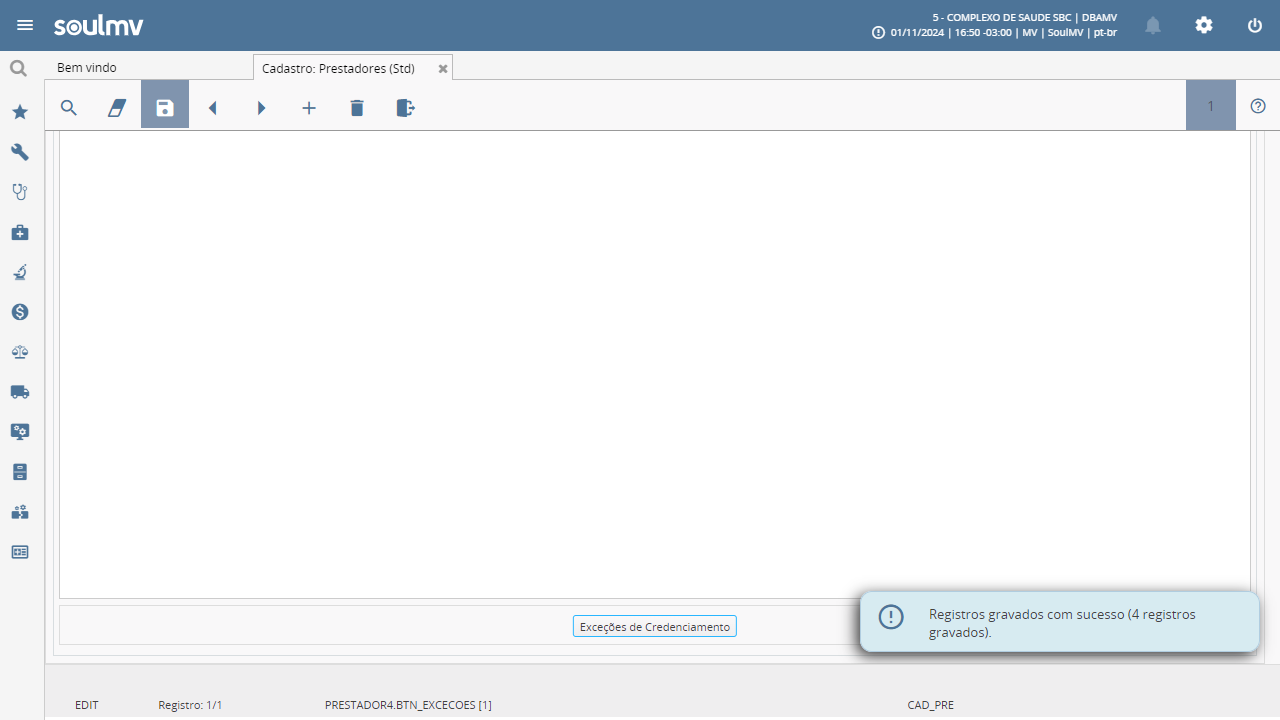 soulmv
5 - COMPLEXO DE SAUDE SBC | DBAMV
01/11/2024 | 16:50 -03:00 | MV | SoulMV | pt-br
Bem vindo
Cadastro: Prestadores (Std)
1
Exceções de Credenciamento
Registros gravados com sucesso (4 registros
gravados).
EDIT
Registro: 1/1
PRESTADOR4.BTN_EXCECOES [1]
CAD_PRE